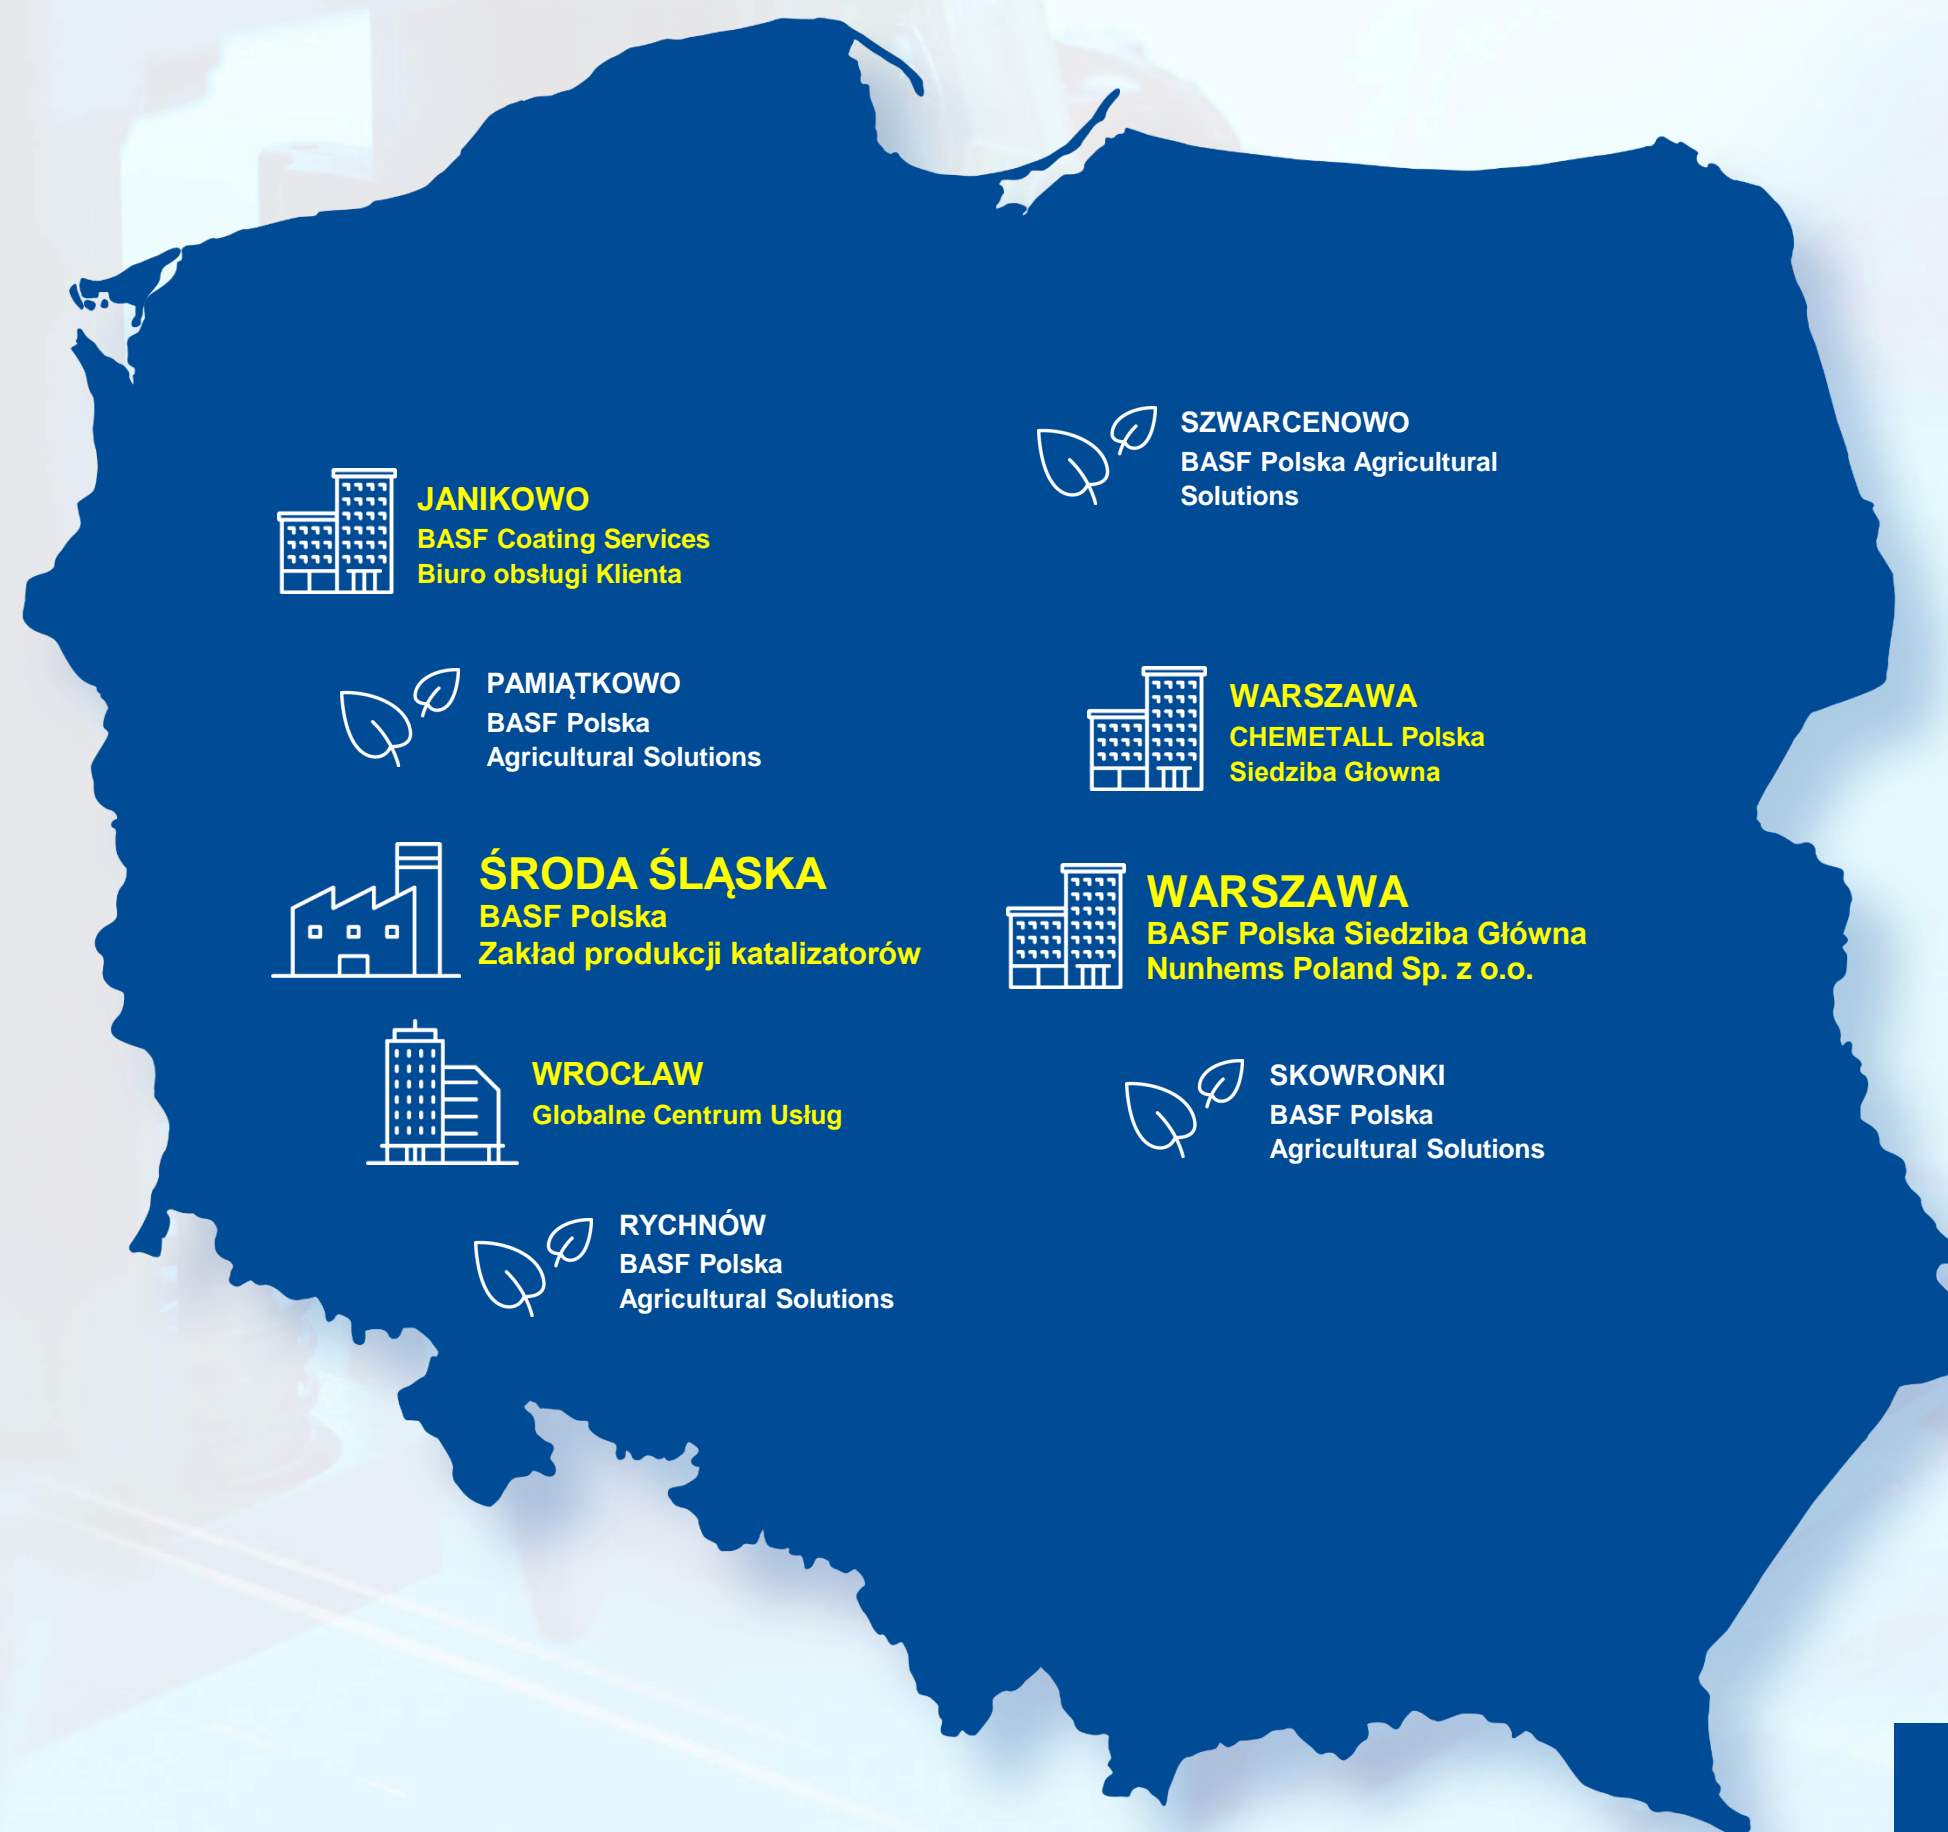 SZWARCENOWO
BASF Polska Agricultural
Solutions
JANIKOWO
BASF Coating Services
Biuro obsługi Klienta
PAMIĄTKOWO
BASF Polska
Agricultural Solutions
WARSZAWA
CHEMETALL Polska
Siedziba Głowna
ŚRODA ŚLĄSKA
BASF Polska
Zakład produkcji katalizatorów
WARSZAWA
BASF Polska Siedziba Główna
Nunhems Poland Sp. z o.o.
WROCŁAW
Globalne Centrum Usług
SKOWRONKI
BASF Polska
Agricultural Solutions
RYCHNÓW
BASF Polska
Agricultural Solutions